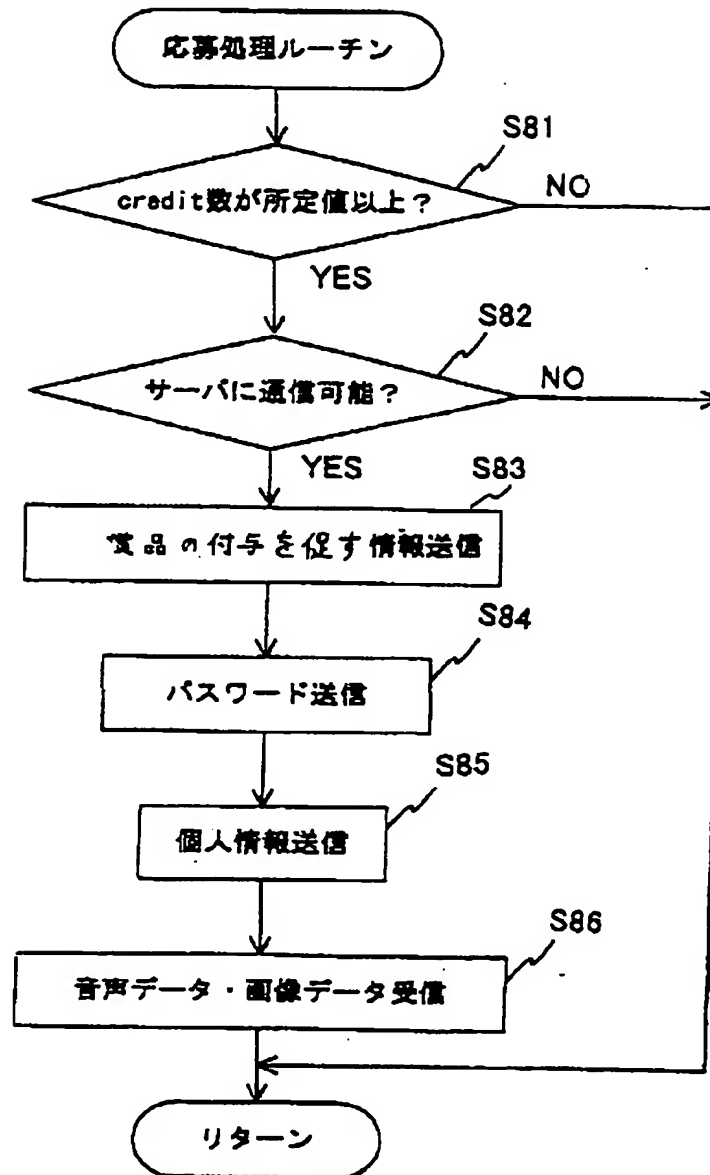 応募処理ルーチン
S81
credit数が所定値以上？
NO
YES
S82
サーバに通信可能？
NO
YES
S83
賞品の付与を促す情報送信
S84
パスワード送信
S85
個人情報送信
S86
音声データ・画像データ受信
リターン